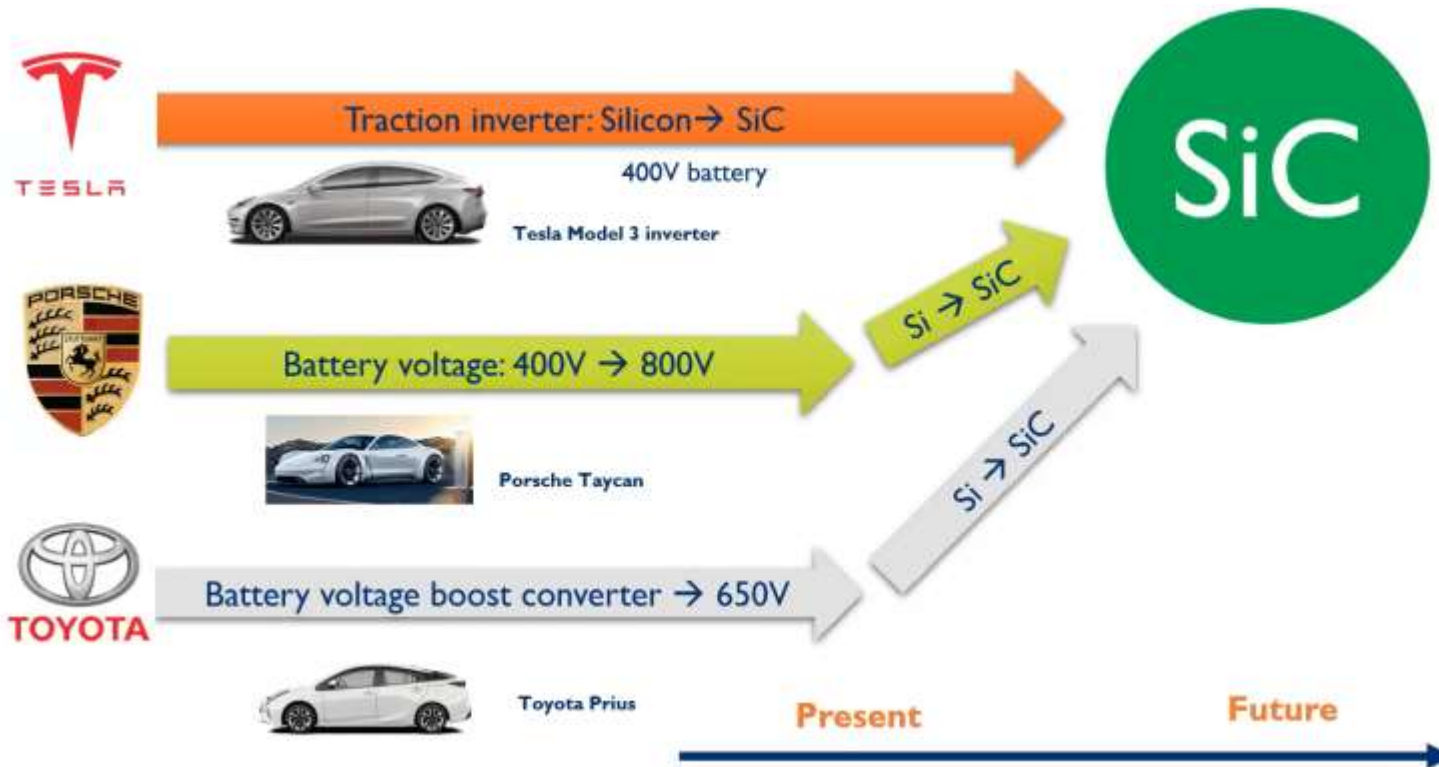 Traction inverter: Silicon→ SiC
SiC
TESLA
400V battery
Tesla Model 3 inverter
PORSCHE
STUTTGART
Si → SiC
Battery voltage: 400V → 800V
Porsche Taycan
Si → SiC
Battery voltage boost converter → 650V
TOYOTA
Toyota Prius
Present
Future